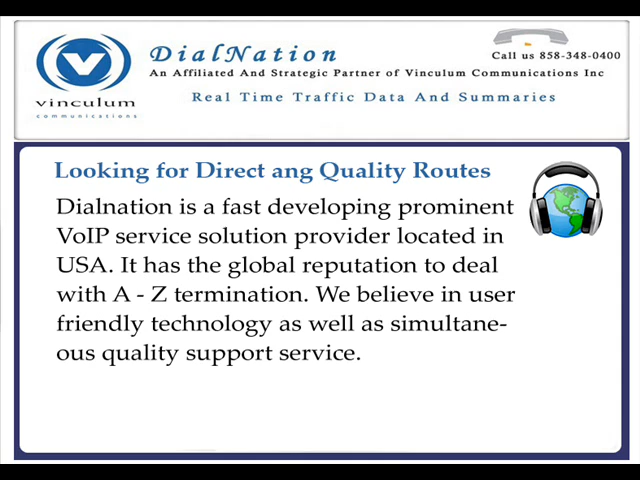 DialNation
Call us 858-348-0400
An Affiliated And Strategic Partner of Vinculum Communications Inc
vinculum
communications
Real Time Traffic Data And Summaries
Looking for Direct ang Quality Routes
Dialnation is a fast developing prominent
VoIP service solution provider located in
USA. It has the global reputation to deal
with A - Z termination. We believe in user
friendly technology as well as simultane-
ous quality support service.